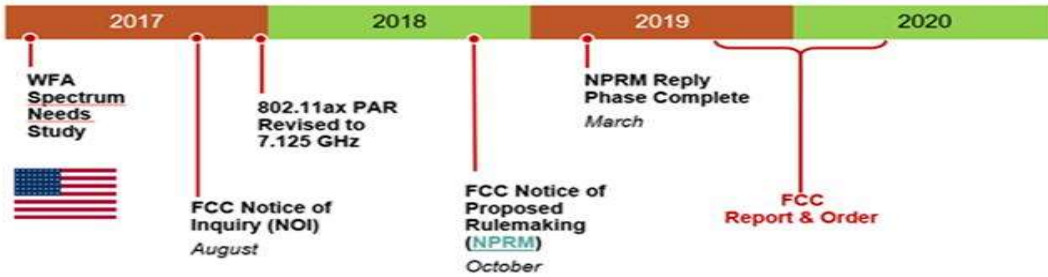 2017
2018
2019
2020
WFA
Spectrum
Needs
Study
FCC Notice of
Inquiry (NOI)
August
802.11ax PAR
Revised to
7.125 GHz
FCC Notice of
Proposed
Rulemaking
(NPRM)
October
NPRM Reply
Phase Complete
March
FCC
Report & Order